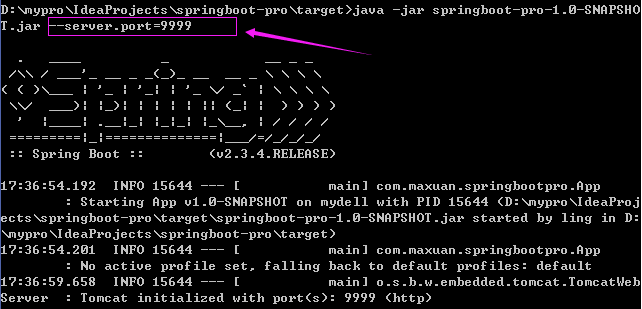 D:\mypro\IdeaProjects\springboot-pro\target>java -jar springboot-pro-1.0-SNAPSHO
T.jar --server.port=9999
  .   ____          _            __ _ _
 /\\ / ___'_ __ _ _(_)_ __  __ _ \ \ \ \
( ( )\___ | '_ | '_| | '_ \/ _` | \ \ \ \
 \\/  ___)| |_)| | | | | || (_| |  ) ) ) )
  '  |____| .__|_| |_|_| |_\__, | / / / /
 =========|_|==============|___/=/_/_/_/
 :: Spring Boot ::        (v2.3.4.RELEASE)
17:36:54.192  INFO 15644 --- [           main] com.maxuan.springbootpro.App
        : Starting App v1.0-SNAPSHOT on mydell with PID 15644 (D:\mypro\IdeaProj
ects\springboot-pro\target\springboot-pro-1.0-SNAPSHOT.jar started by ling in D:
\mypro\IdeaProjects\springboot-pro\target)
17:36:54.201  INFO 15644 --- [           main] com.maxuan.springbootpro.App
        : No active profile set, falling back to default profiles: default
17:36:59.658  INFO 15644 --- [           main] o.s.b.w.embedded.tomcat.TomcatWeb
Server  : Tomcat initialized with port(s): 9999 (http)